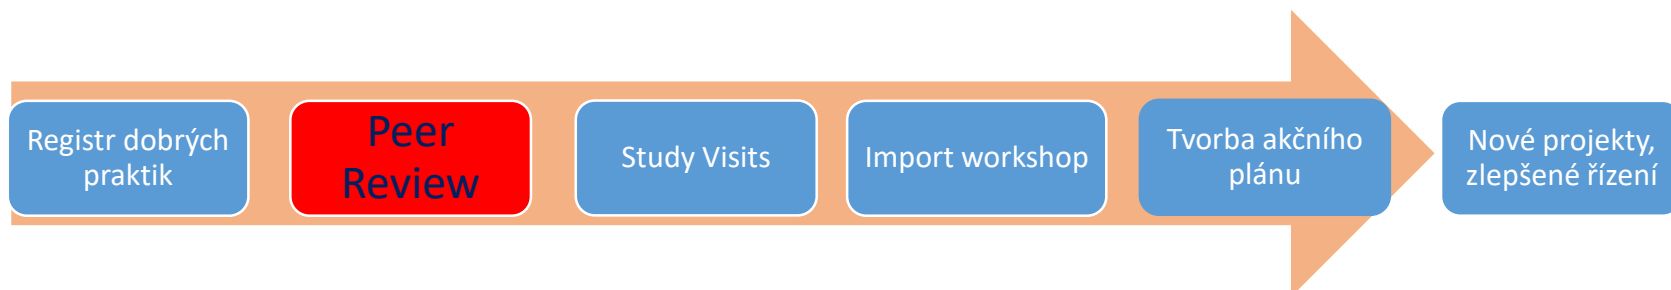 Registr dobrých
praktik
Peer
Review
Study Visits
Import workshop
Tvorba akčního
plánu
Nové projekty,
zlepšené řízení